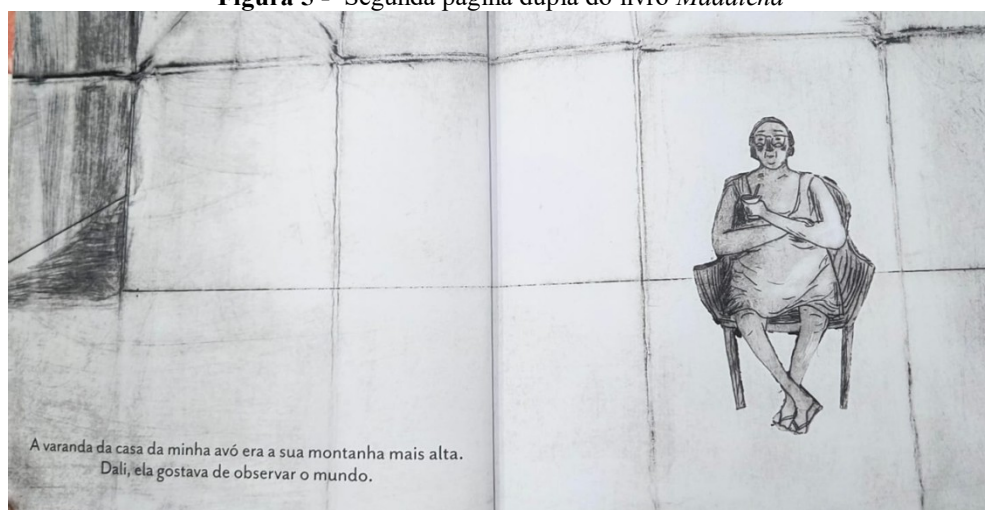 Figura - Segunda página dupla do livro Madalena
A varanda da casa da minha avó era a sua montanha mais alta.
Dali, ela gostava de observar o mundo.